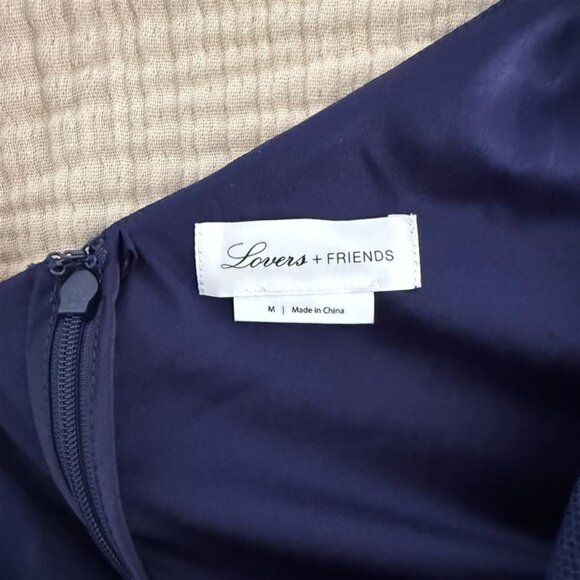 Lovers + FRIENDS
M | Made in China